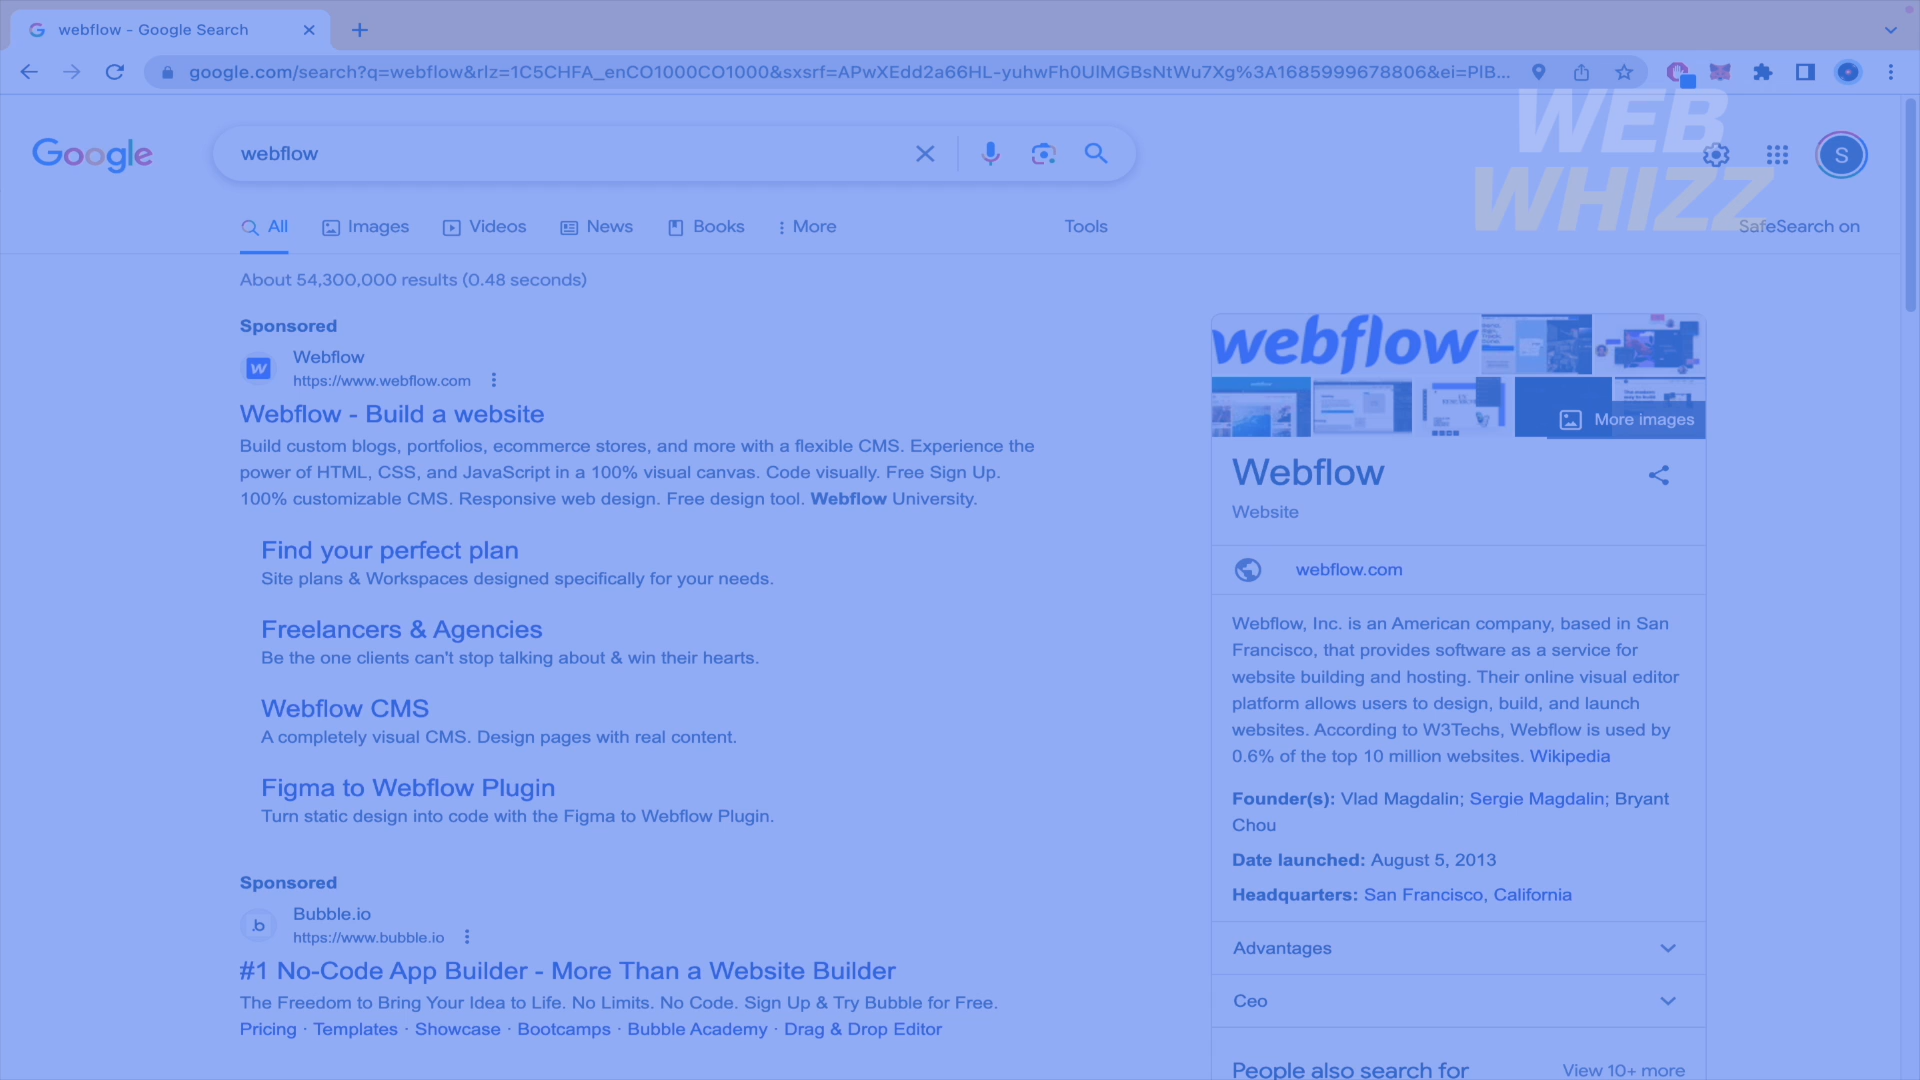 webflow - Google Search
google.com/search?q=webflow&rlz=1C5CHFA_enCO1000CO1000&sxsrf=APwXEdd2a66HL-yuhwFh0UlMGBsNtWu7Xg%3A1685999678806&ei=PlB...
WEB
WHIZZ
Google
webflow
S
All
Images
Videos
News
Books
More
Tools
SafeSearch on
About 54,300,000 results (0.48 seconds)
Sponsored
Webflow
https://www.webflow.com
Webflow - Build a website
Build custom blogs, portfolios, ecommerce stores, and more with a flexible CMS. Experience the
power of HTML, CSS, and JavaScript in a 100% visual canvas. Code visually. Free Sign Up.
100% customizable CMS. Responsive web design. Free design tool. Webflow University.
Find your perfect plan
Site plans & Workspaces designed specifically for your needs.
Freelancers & Agencies
Be the one clients can't stop talking about & win their hearts.
Webflow CMS
A completely visual CMS. Design pages with real content.
Figma to Webflow Plugin
Turn static design into code with the Figma to Webflow Plugin.
Sponsored
.b
Bubble.io
https://www.bubble.io
#1 No-Code App Builder - More Than a Website Builder
The Freedom to Bring Your Idea to Life. No Limits. No Code. Sign Up & Try Bubble for Free.
Pricing · Templates · Showcase · Bootcamps · Bubble Academy · Drag & Drop Editor
webflow
More images
Webflow
Website
webflow.com
Webflow, Inc. is an American company, based in San
Francisco, that provides software as a service for
website building and hosting. Their online visual editor
platform allows users to design, build, and launch
websites. According to W3Techs, Webflow is used by
0.6% of the top 10 million websites. Wikipedia
Founder(s): Vlad Magdalin; Sergie Magdalin; Bryant
Chou
Date launched: August 5, 2013
Headquarters: San Francisco, California
Advantages
Ceo
People also search for
View 10+ more